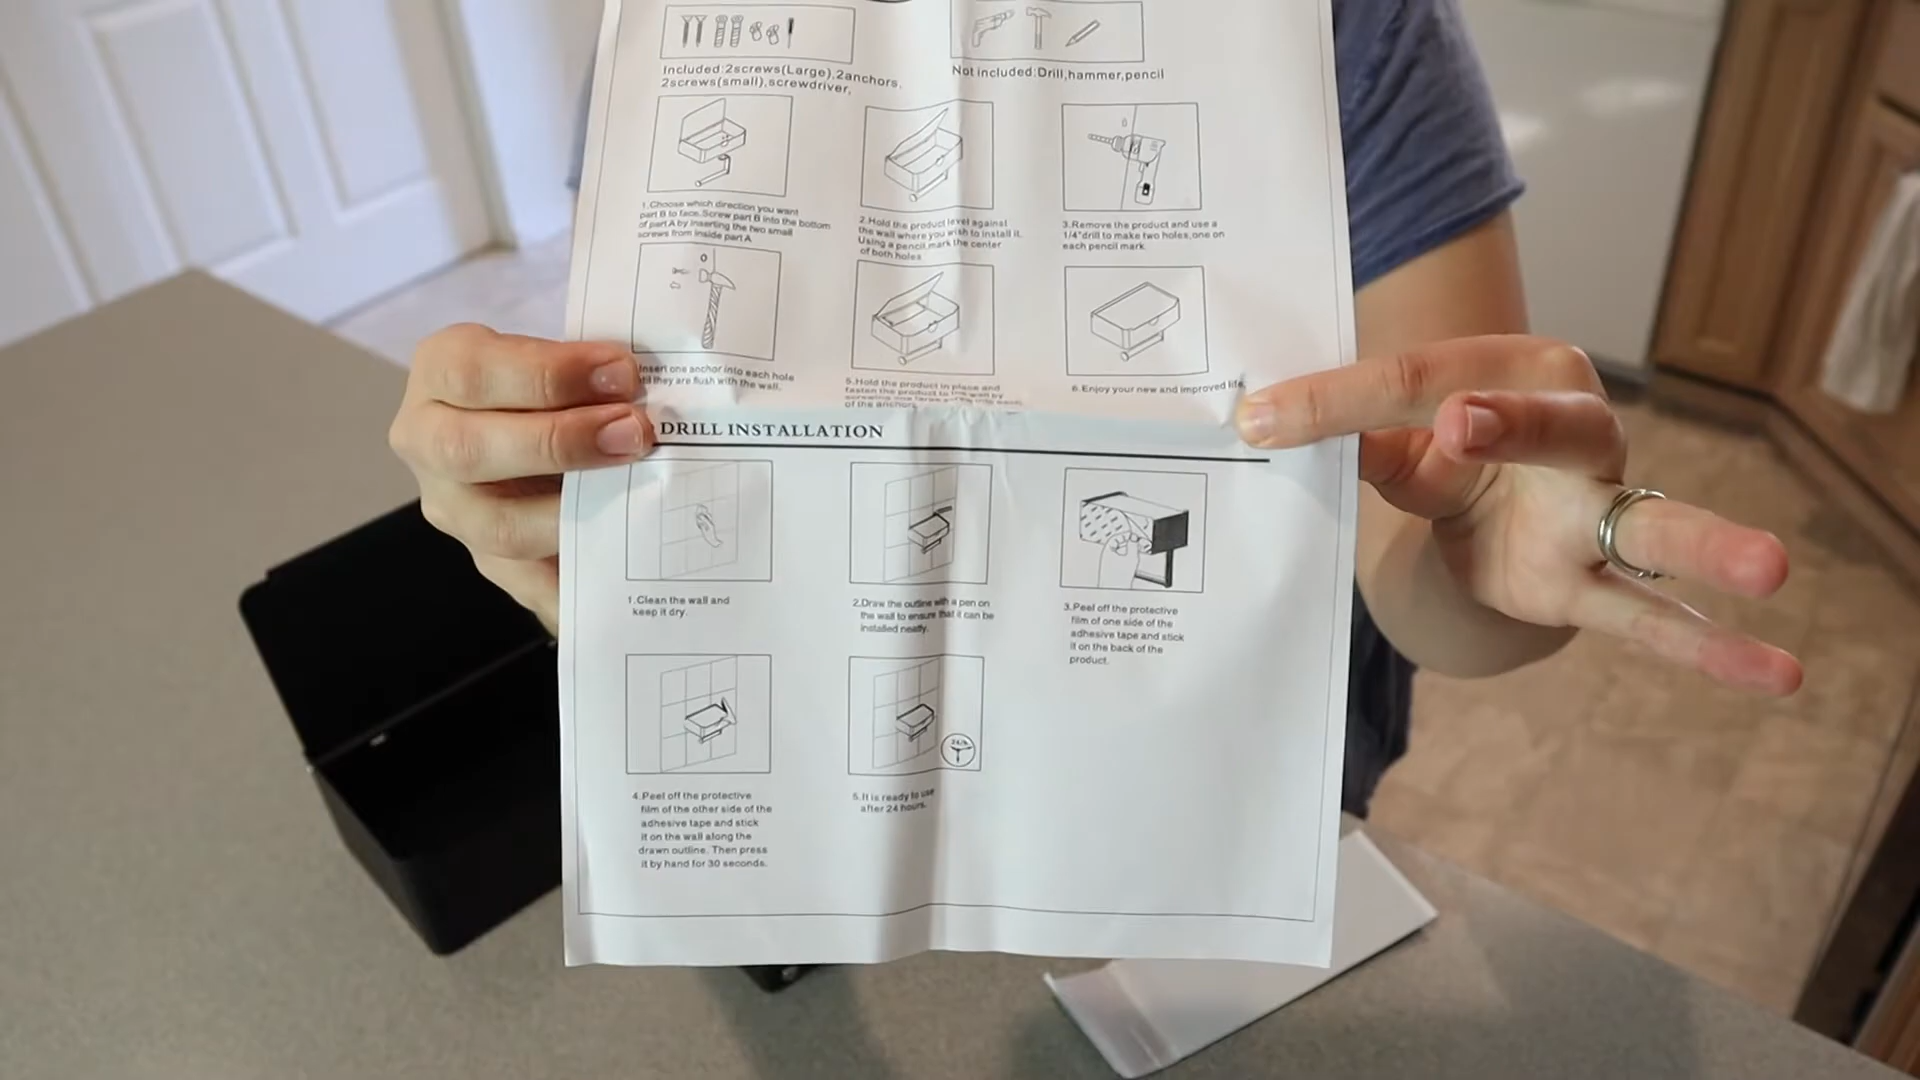 Included:2screws(Large),2anchors,
2screws(small),screwdriver,
Not included:Drill,hammer,pencil
1.Choose which direction you want
part B to face.Screw part B into the bottom
of part A by inserting the two small
screws from inside part A
2.Hold the product level against
the wall where you wish to install it.
Using a pencil,mark the center
of both holes
3.Remove the product and use a
1/4"drill to make two holes,one on
each pencil mark.
Insert one anchor into each hole
they are flush with the wall.
5.Hold the product in place and
fasten the product to the wall by
screwing one large screw into each
of the anchors
6.Enjoy your new and improved life.
DRILL INSTALLATION
1.Clean the wall and
keep it dry.
2.Draw the outline with a pen on
the wall to ensure that it can be
installed neatly.
3.Peel off the protective
film of one side of the
adhesive tape and stick
it on the back of the
product.
4.Peel off the protective
film of the other side of the
adhesive tape and stick
it on the wall along the
drawn outline. Then press
it by hand for 30 seconds.
5.It is ready to use
after 24 hours.